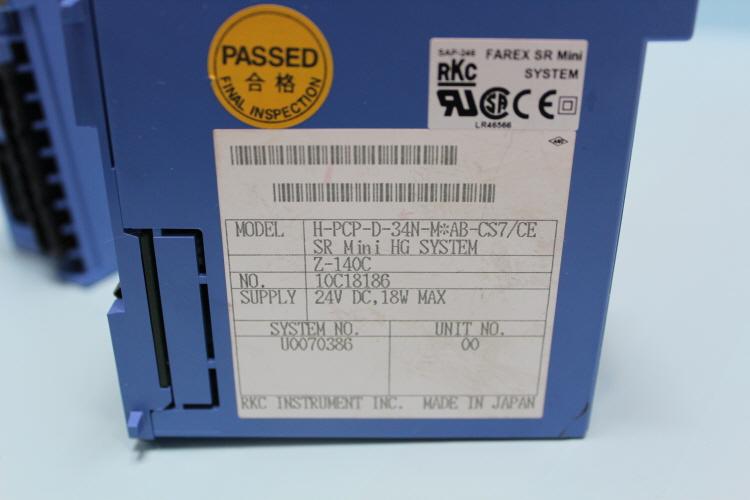 PASSED
合格
FINAL INSPECTION
SAP-246 FAREX SR Mini
RKC SYSTEM
LR46566
MODEL H-PCP-D-34N-M*AB-CS7/CE
SR Mini HG SYSTEM
Z-140C
NO. 10C18186
SUPPLY 24V DC,18W MAX
SYSTEM NO. UNIT NO.
U0070386 00
RKC INSTRUMENT INC. MADE IN JAPAN